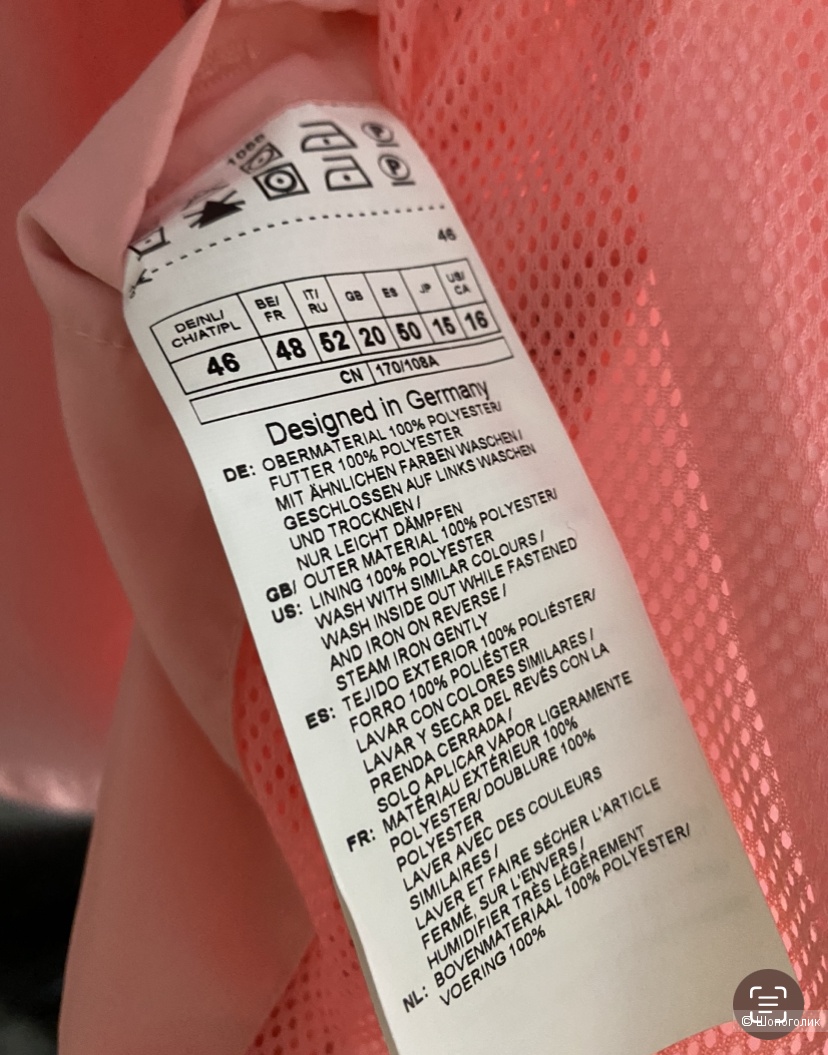 46
DE/NL/ CH/AT/PL BE/ FR IT/ RU GB ES JP US/ CA
46 48 52 20 50 15 16
CN 170/108A
Designed in Germany
DE: OBERMATERIAL 100% POLYESTER/
FUTTER 100% POLYESTER
MIT ÄHNLICHEN FARBEN WASCHEN /
GESCHLOSSEN AUF LINKS WASCHEN
UND TROCKNEN /
NUR LEICHT DÄMPFEN
GB/ OUTER MATERIAL 100% POLYESTER/
US: LINING 100% POLYESTER
WASH WITH SIMILAR COLOURS /
WASH INSIDE OUT WHILE FASTENED
AND IRON ON REVERSE /
STEAM IRON GENTLY
ES: TEJIDO EXTERIOR 100% POLIÉSTER/
FORRO 100% POLIÉSTER
LAVAR CON COLORES SIMILARES /
LAVAR Y SECAR DEL REVÉS CON LA
PRENDA CERRADA /
SOLO APLICAR VAPOR LIGERAMENTE
FR: MATÉRIAU EXTÉRIEUR 100%
POLYESTER/ DOUBLURE 100%
POLYESTER
LAVER AVEC DES COULEURS
SIMILAIRES /
LAVER ET FAIRE SÉCHER L'ARTICLE
FERMÉ, SUR L'ENVERS /
HUMIDIFIER TRÈS LÉGÈREMENT
NL: BOVENMATERIAAL 100% POLYESTER/
VOERING 100%
© Шопоголик